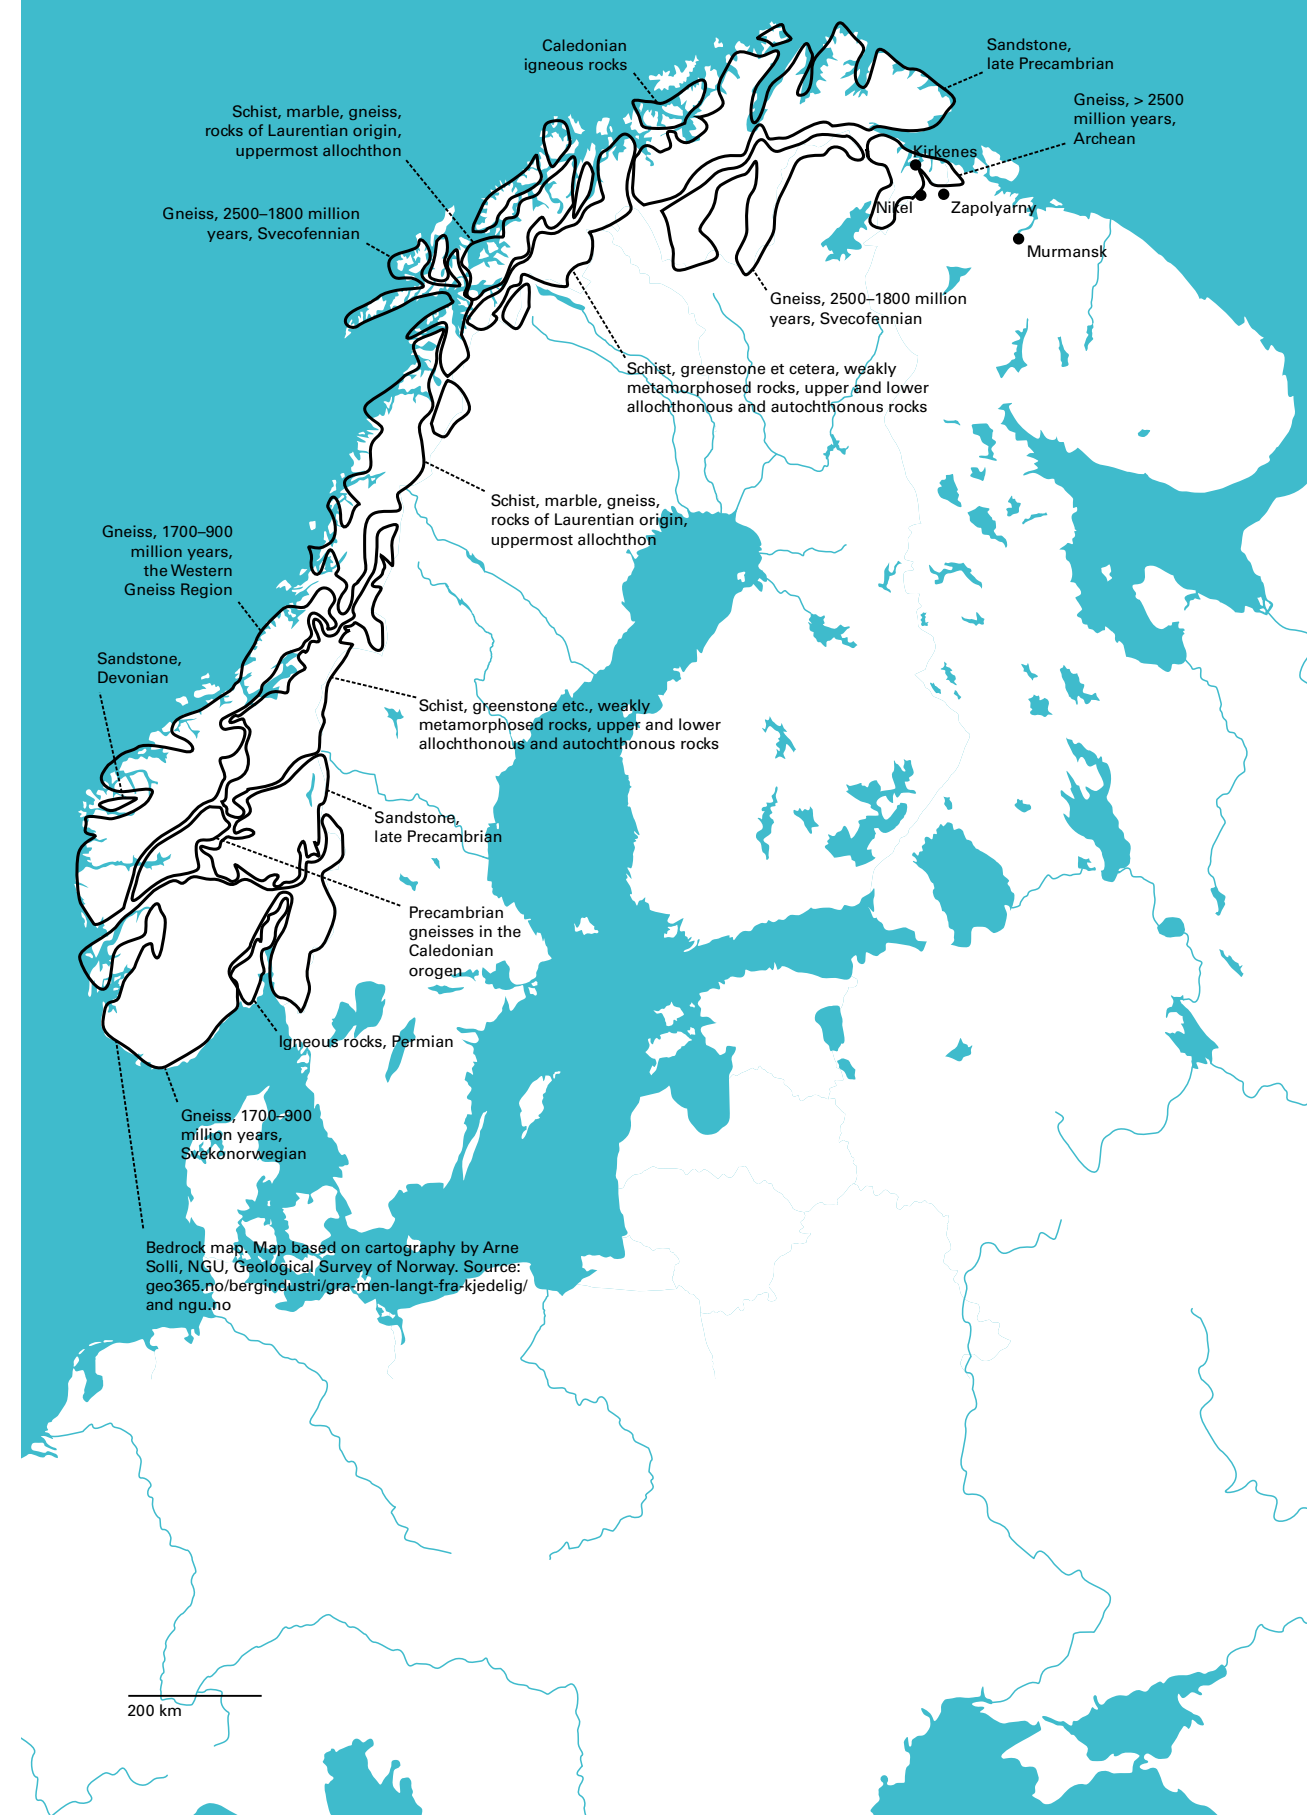 Caledonian
igneous rocks
Sandstone,
late Precambrian
Gneiss, > 2500
million years,
Archean
Schist, marble, gneiss,
rocks of Laurentian origin,
uppermost allochthon
Kirkenes
Nikel
Zapolyarny
Murmansk
Gneiss, 2500–1800 million
years, Svecofennian
Gneiss, 2500–1800 million
years, Svecofennian
Schist, greenstone et cetera, weakly
metamorphosed rocks, upper and lower
allochthonous and autochthonous rocks
Schist, marble, gneiss,
rocks of Laurentian origin,
uppermost allochthon
Gneiss, 1700–900
million years,
the Western
Gneiss Region
Sandstone,
Devonian
Schist, greenstone etc., weakly
metamorphosed rocks, upper and lower
allochthonous and autochthonous rocks
Sandstone,
late Precambrian
Precambrian
gneisses in the
Caledonian
orogen
Igneous rocks, Permian
Gneiss, 1700–900
million years,
Svekonorwegian
Bedrock map. Map based on cartography by Arne
Solli, NGU, Geological Survey of Norway. Source:
geo365.no/bergindustri/gra-men-langt-fra-kjedelig/
and ngu.no
200 km